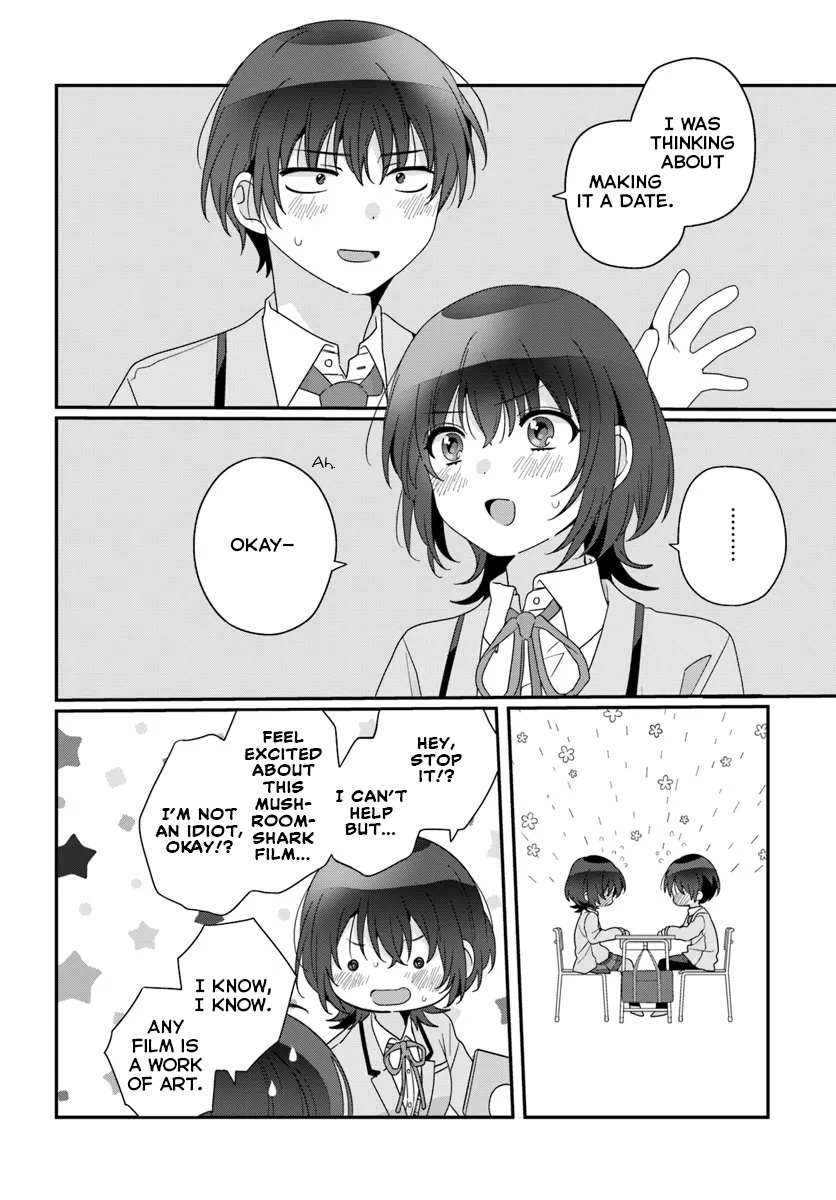 I WAS
THINKING
ABOUT
MAKING
IT A DATE.
.........
Ah.
OKAY–
HEY,
STOP
IT!?
I CAN'T
HELP
BUT...
FEEL
EXCITED
ABOUT
THIS
MUSH-
ROOM-
SHARK
FILM...
I'M NOT
AN IDIOT,
OKAY!?
I KNOW,
I KNOW.
ANY
FILM IS
A WORK
OF ART.